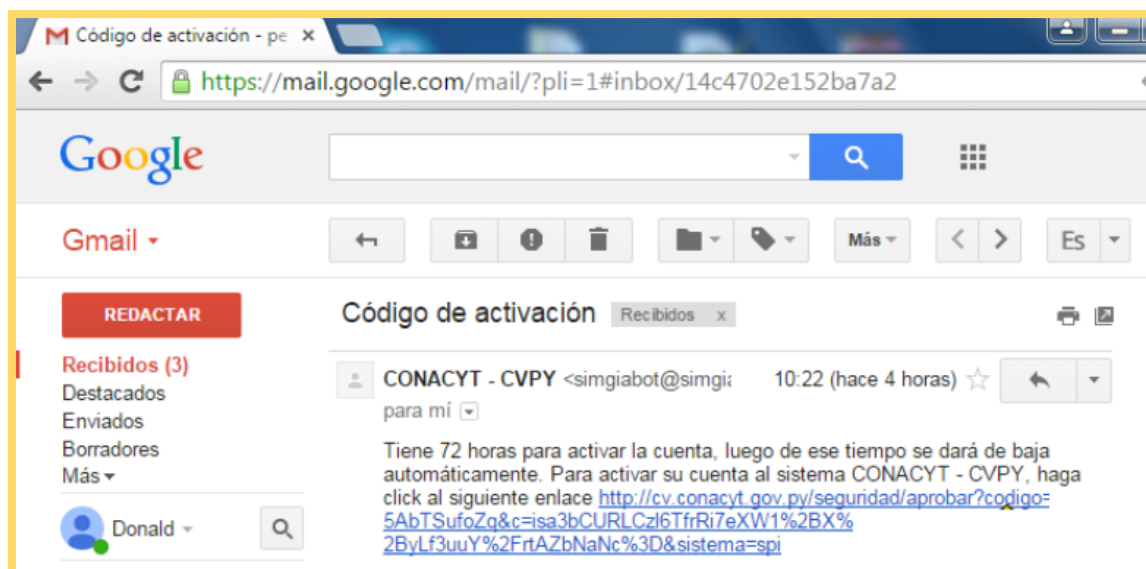 Código de activación - pe
https://mail.google.com/mail/?pli=1#inbox/14c4702e152ba7a2
Google
Gmail
Más
Es
REDACTAR
Código de activación Recibidos x
Recibidos (3)
Destacados
Enviados
Borradores
Más
Donald
CONACYT - CVPY <simgiabot@simgia 10:22 (hace 4 horas)
para mí
Tiene 72 horas para activar la cuenta, luego de ese tiempo se dará de baja
automáticamente. Para activar su cuenta al sistema CONACYT - CVPY, haga
click al siguiente enlace http://cv.conacyt.gov.py/seguridad/aprobar?codigo=
5AbTSufoZq&c=isa3bCURLCzl6TfrRi7eXW1%2BX%
2ByLf3uuY%2FrtAZbNaNc%3D&sistema=spi